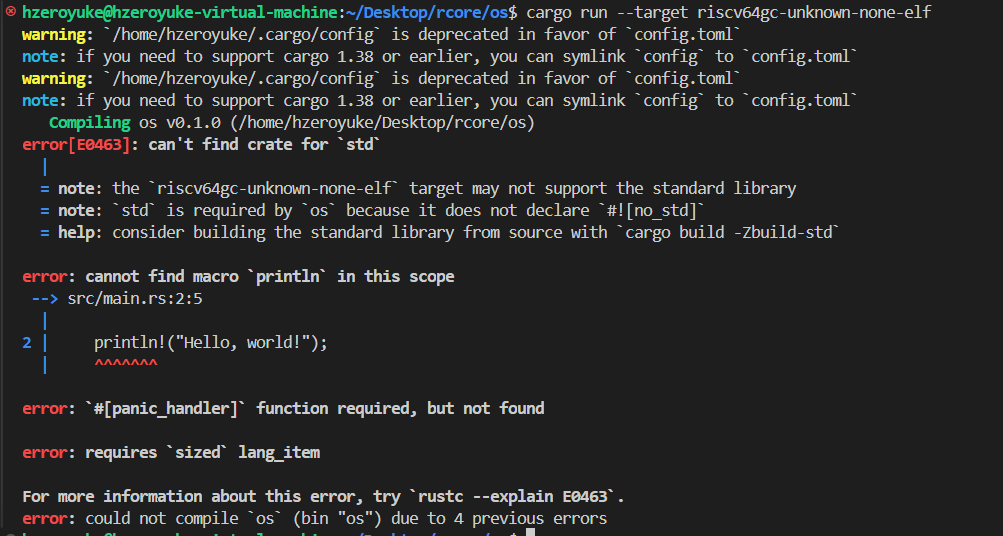 hzeroyuke@hzeroyuke-virtual-machine:~/Desktop/rcore/os$ cargo run --target riscv64gc-unknown-none-elf
warning: `/home/hzeroyuke/.cargo/config` is deprecated in favor of `config.toml`
note: if you need to support cargo 1.38 or earlier, you can symlink `config` to `config.toml`
warning: `/home/hzeroyuke/.cargo/config` is deprecated in favor of `config.toml`
note: if you need to support cargo 1.38 or earlier, you can symlink `config` to `config.toml`
   Compiling os v0.1.0 (/home/hzeroyuke/Desktop/rcore/os)
error[E0463]: can't find crate for `std`
  |
  = note: the `riscv64gc-unknown-none-elf` target may not support the standard library
  = note: `std` is required by `os` because it does not declare `#![no_std]`
  = help: consider building the standard library from source with `cargo build -Zbuild-std`

error: cannot find macro `println` in this scope
 --> src/main.rs:2:5
  |
2 |     println!("Hello, world!");
  |     ^^^^^^^

error: `#[panic_handler]` function required, but not found

error: requires `sized` lang_item

For more information about this error, try `rustc --explain E0463`.
error: could not compile `os` (bin "os") due to 4 previous errors
hzeroyuke@hzeroyuke-virtual-machine:~/Desktop/rcore/os$